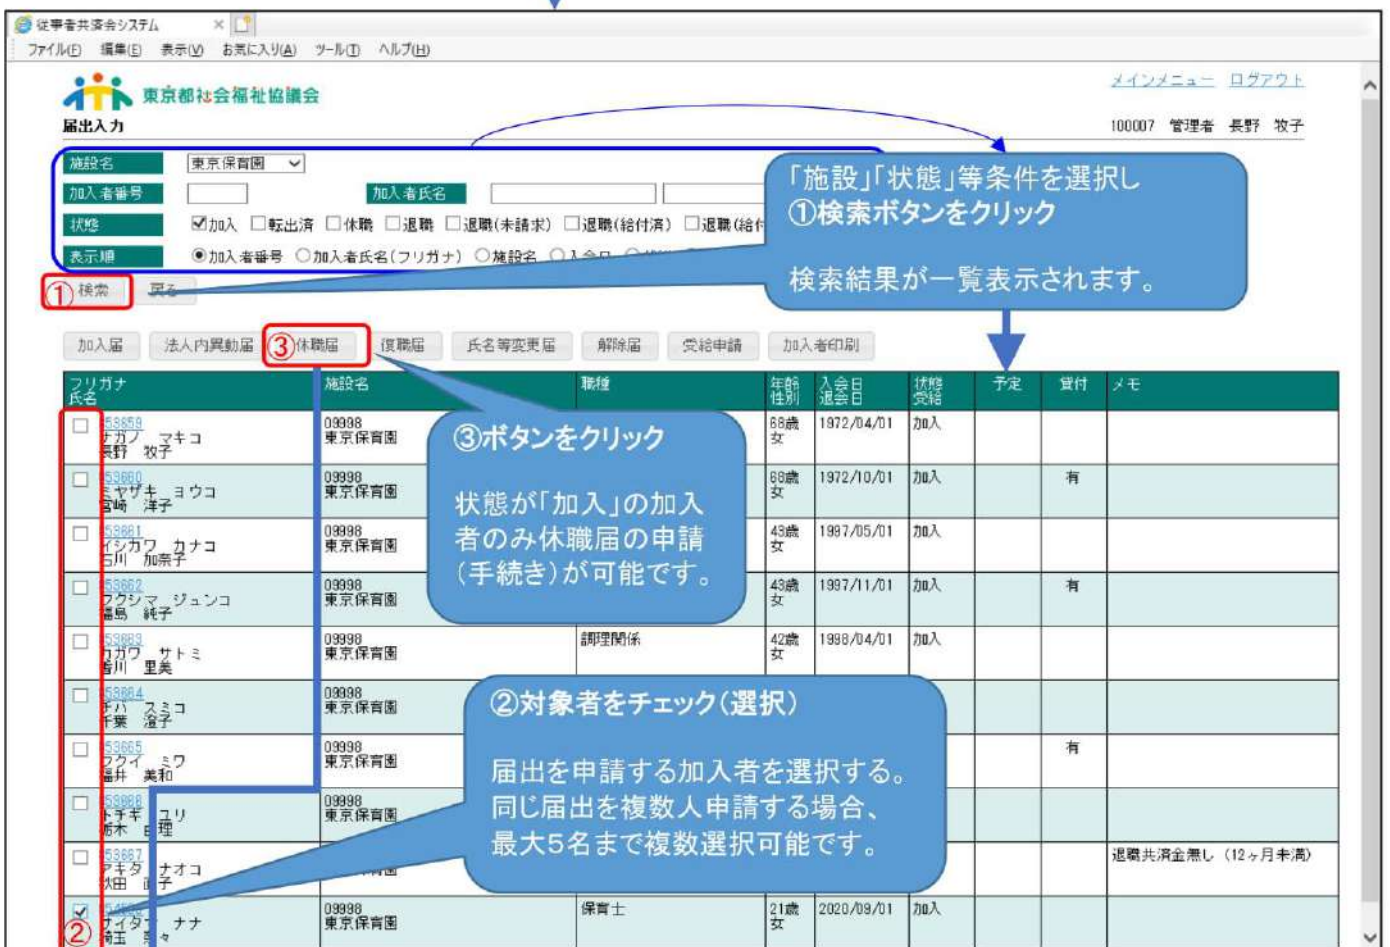 従事者共済会システム ×
ファイル(F) 編集(E) 表示(V) お気に入り(A) ツール(T) ヘルプ(H)
東京都社会福祉協議会
メインメニュー ログアウト
届出入力
100007 管理者 長野 牧子
施設名 東京保育園
加入者番号 加入者氏名
状態 加入 転出済 休職 退職 退職(未請求) 退職(給付済) 退職(給付
表示順 加入者番号 加入者氏名(フリガナ) 施設名
「施設」「状態」等条件を選択し
①検索ボタンをクリック
検索結果が一覧表示されます。
① 検索 戻る
加入届 法人内異動届 ③休職届 復職届 氏名等変更届 解除届 受給申請 加入者印刷
フリガナ 施設名 職種 年齢 入会日 状態 予定 貸付 メモ
氏名 性別 退会日 受給
53659 09998 68歳 1972/04/01 加入
ナガノ マキコ 東京保育園 女
長野 牧子
③ボタンをクリック
状態が「加入」の加入
者のみ休職届の申請
(手続き)が可能です。
53660 09998 68歳 1972/10/01 加入 有
ミヤザキ ヨウコ 東京保育園 女
宮崎 洋子
53661 09998 43歳 1997/05/01 加入
イシカワ カナコ 東京保育園 女
石川 加奈子
53662 09998 43歳 1997/11/01 加入 有
フクシマ ジュンコ 東京保育園 女
福島 純子
53663 09998 調理関係 42歳 1998/04/01 加入
カガワ サトミ 東京保育園 女
香川 里美
②対象者をチェック(選択)
届出を申請する加入者を選択する。
同じ届出を複数人申請する場合、
最大5名まで複数選択可能です。
53664 09998
チバ スミコ 東京保育園
千葉 澄子
53665 09998 有
フクイ ミワ 東京保育園
福井 美和
09998
トチギ ユリ 東京保育園
栃木 理
53667 退職共済金無し (12ヶ月未満)
アキタ ナオコ
秋田 子
09998 保育士 21歳 2020/09/01 加入
サイタマ ナナ 東京保育園 女
② 埼玉 々